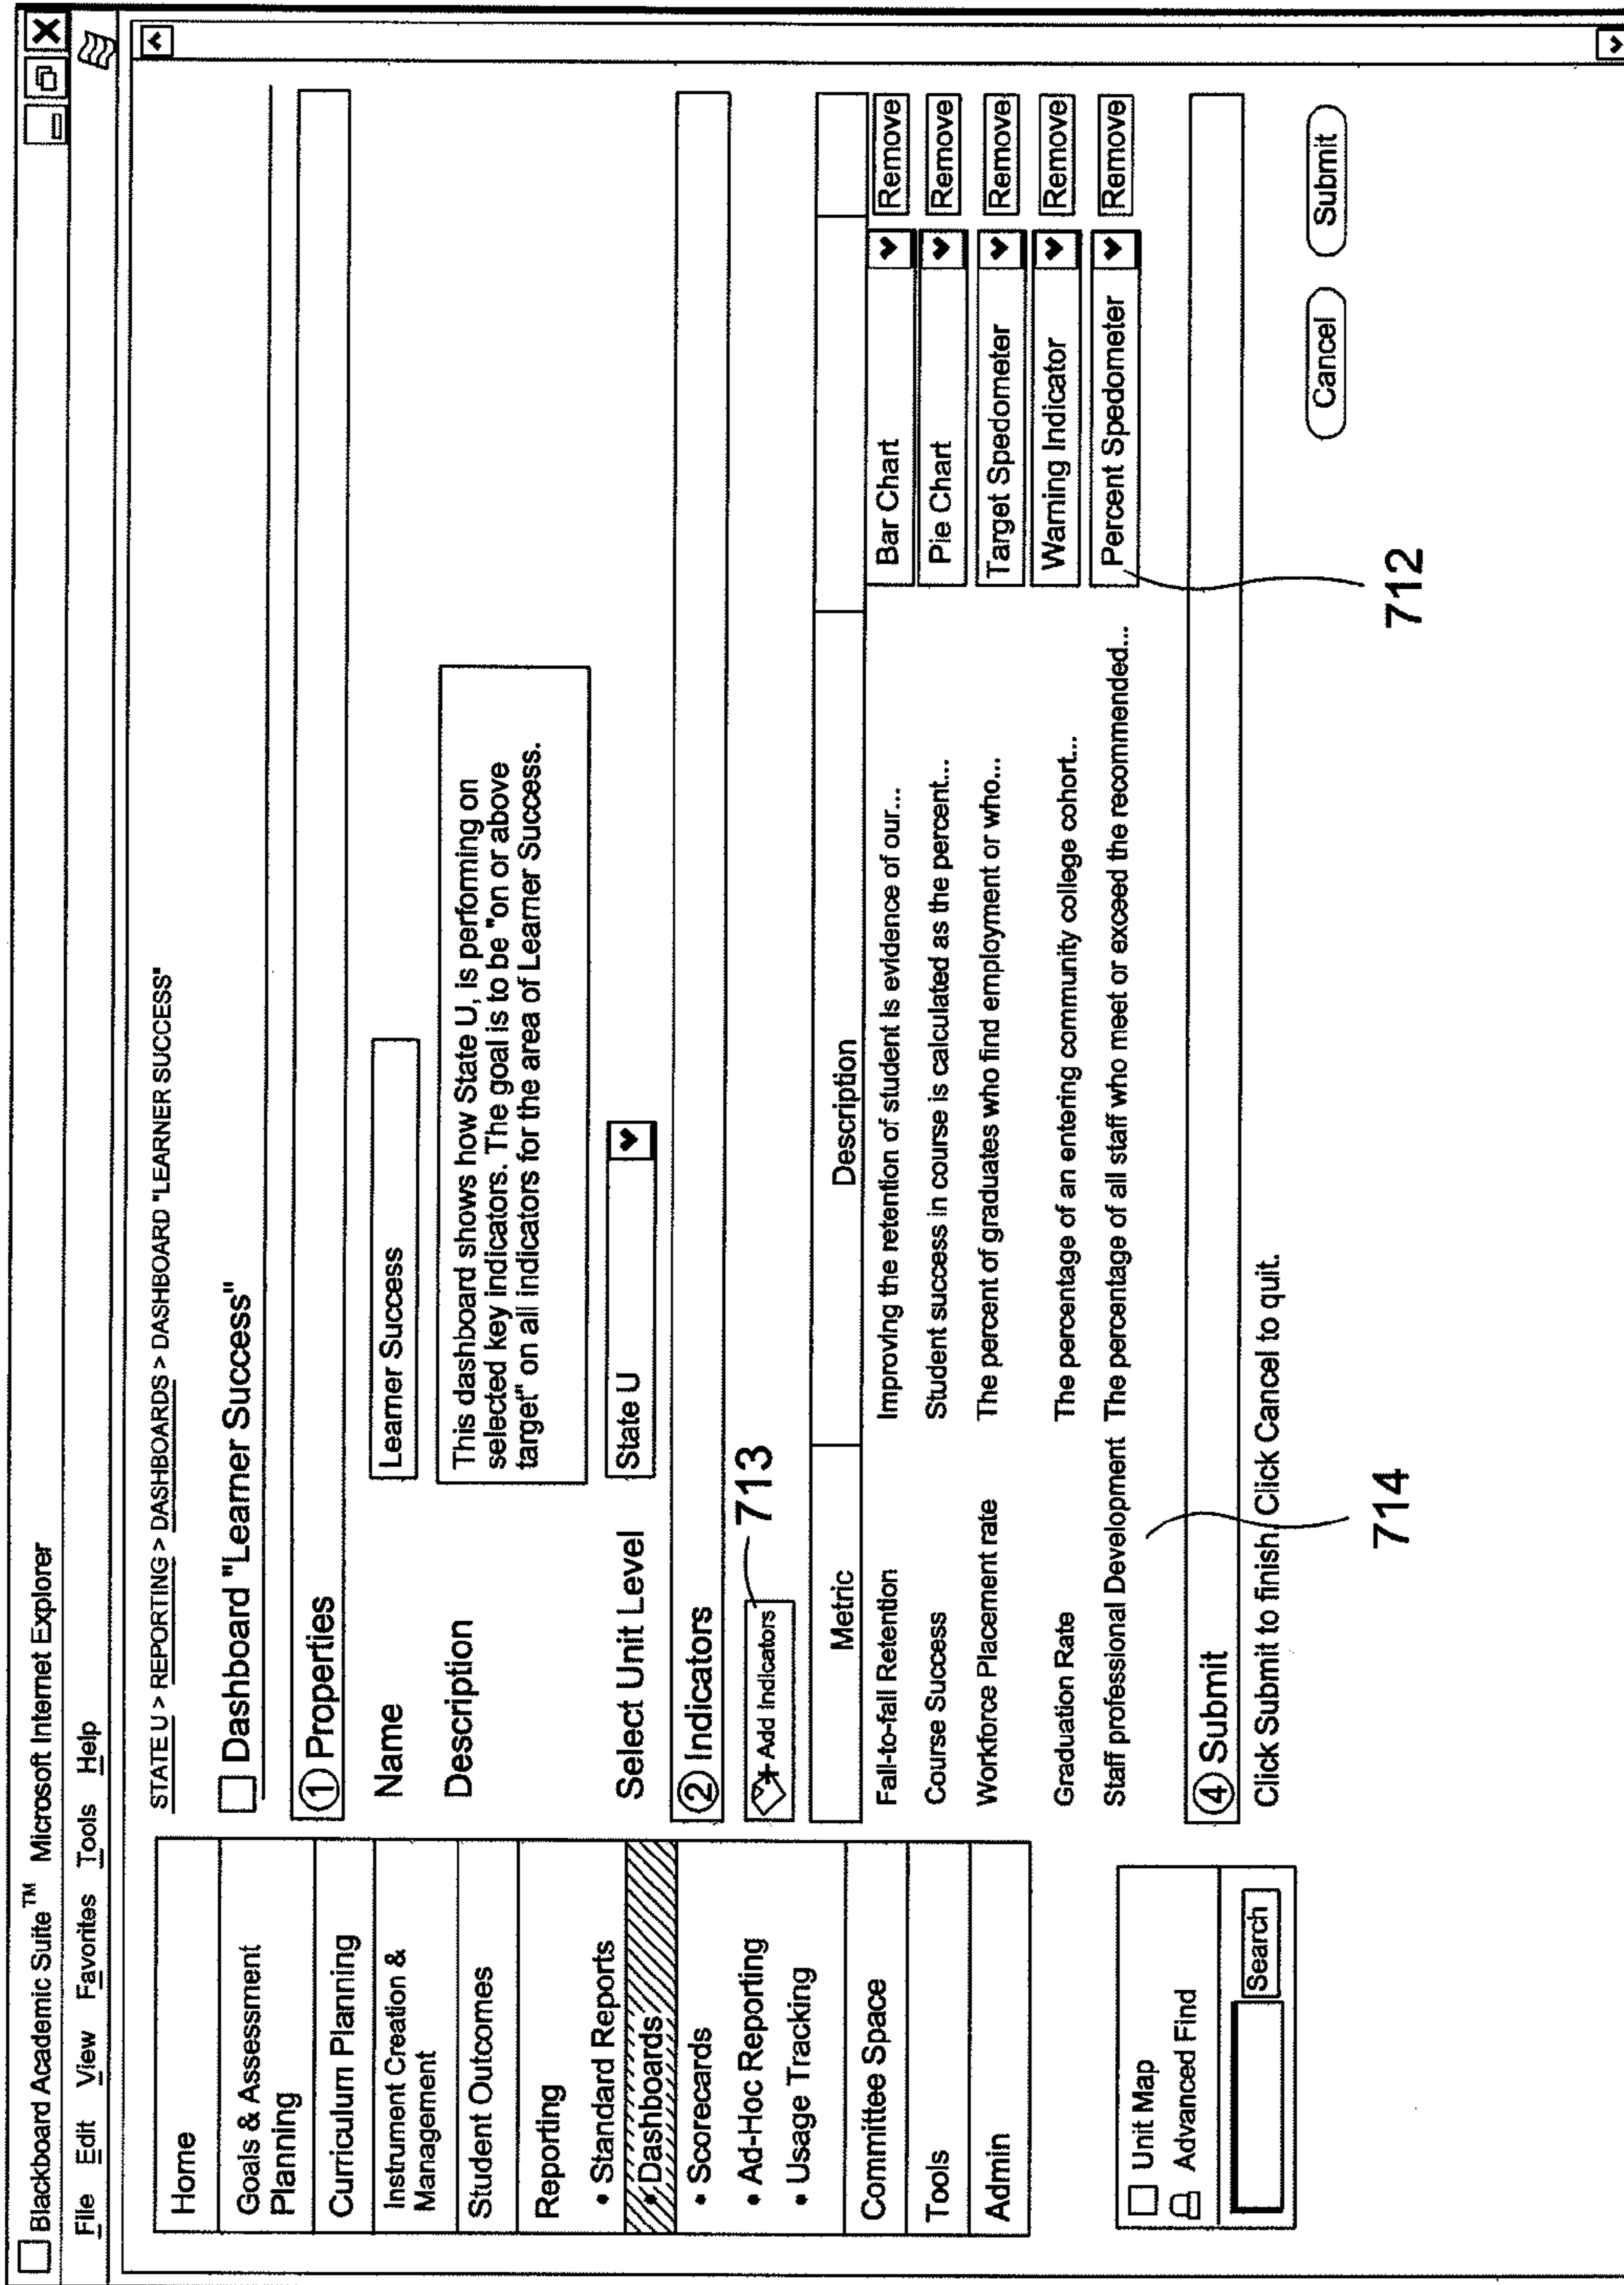 Blackboard Academic Suite™ Microsoft Internet Explorer
File Edit View Favorites Tools Help
Home
Goals & Assessment
Planning
Curriculum Planning
Instrument Creation &
Management
Student Outcomes
Reporting
• Standard Reports
• Dashboards
• Scorecards
• Ad-Hoc Reporting
• Usage Tracking
Committee Space
Tools
Admin
Unit Map
Advanced Find
Search
STATE U > REPORTING > DASHBOARDS > DASHBOARD "LEARNER SUCCESS"
Dashboard "Learner Success"
1 Properties
Name Learner Success
Description
This dashboard shows how State U, is performing on
selected key indicators. The goal is to be "on or above
target" on all indicators for the area of Learner Success.
Select Unit Level State U
2 Indicators
Add Indicators 713
Metric Description
Fall-to-fall Retention Improving the retention of student is evidence of our... Bar Chart Remove
Course Success Student success in course is calculated as the percent... Pie Chart Remove
Workforce Placement rate The percent of graduates who find employment or who... Target Spedometer Remove
Graduation Rate The percentage of an entering community college cohort... Warning Indicator Remove
Staff professional Development The percentage of all staff who meet or exceed the recommended... Percent Spedometer Remove
4 Submit
Click Submit to finish. Click Cancel to quit.
Cancel Submit
714 712